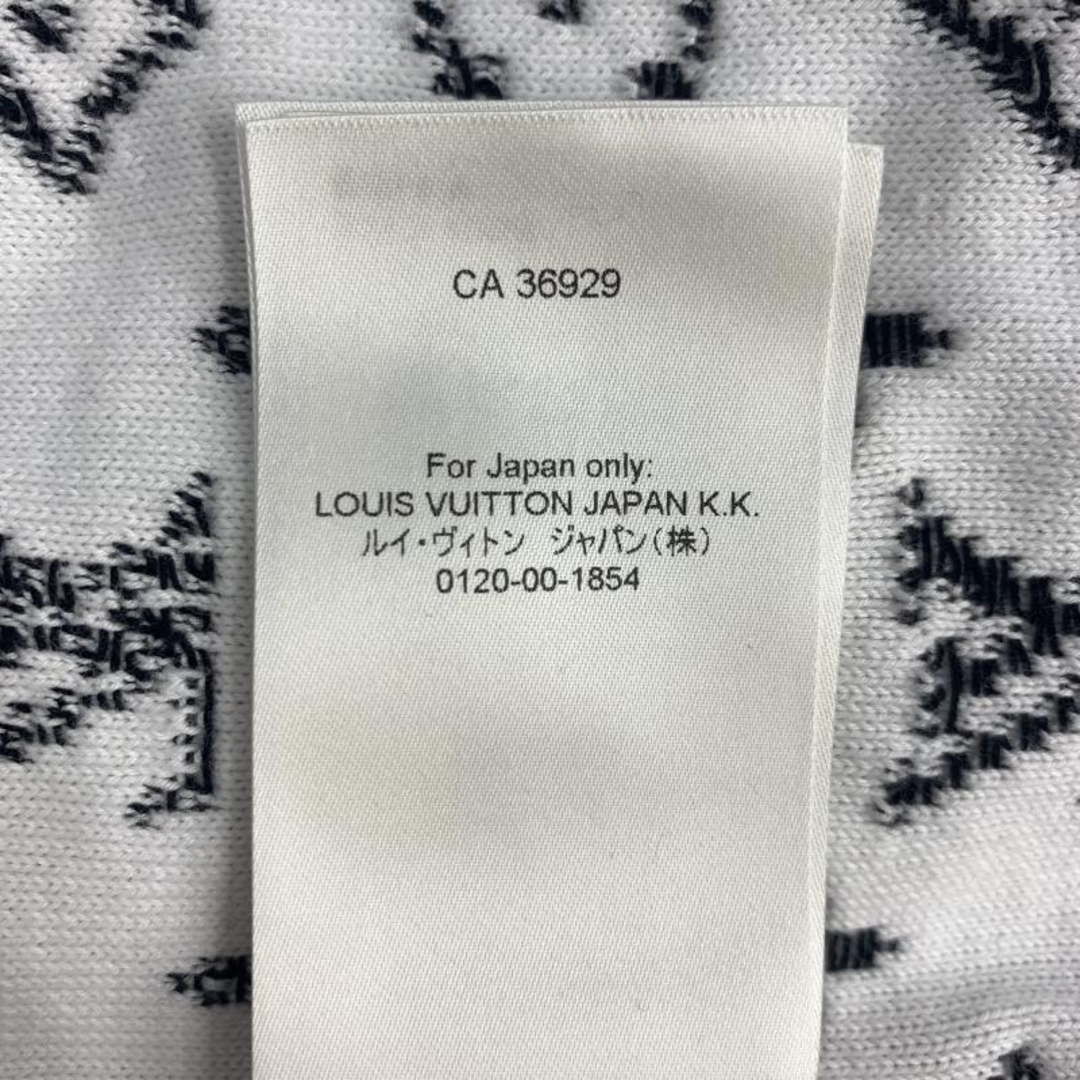 CA 36929
For Japan only:
LOUIS VUITTON JAPAN K.K.
ルイ・ヴィトン ジャパン(株)
0120-00-1854